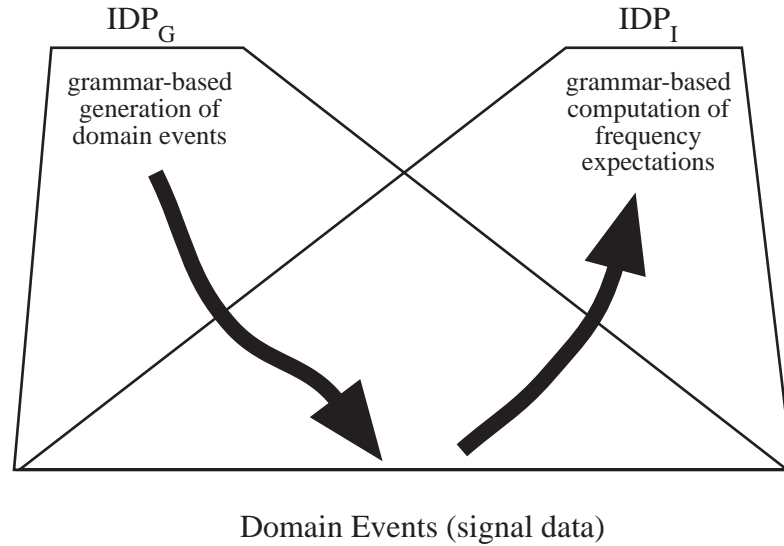 IDP_G
IDP_I
grammar-based
generation of
domain events
grammar-based
computation of
frequency
expectations
Domain Events (signal data)